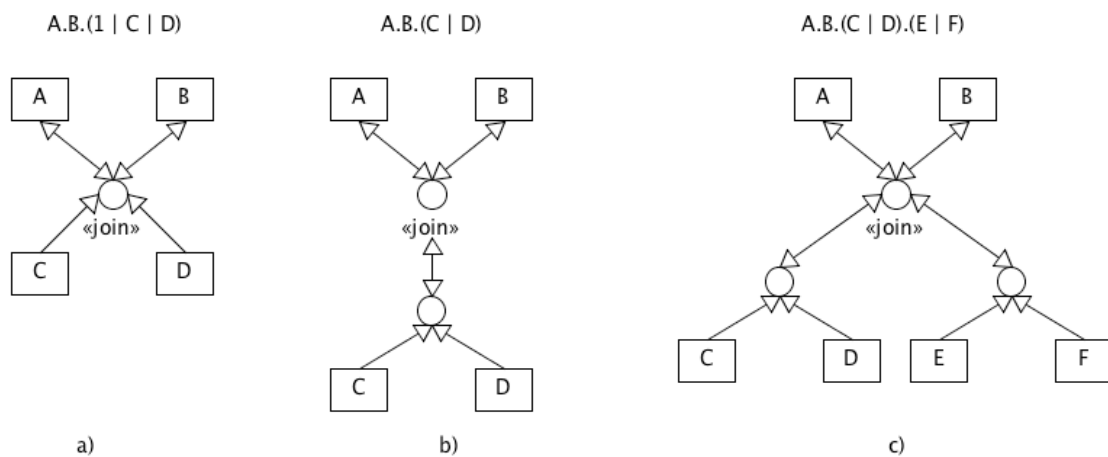 A.B.(1 | C | D)
A.B.(C | D)
A.B.(C | D).(E | F)
A
B
A
B
A
B
«join»
«join»
«join»
C
D
C
D
E
F
C
D
a)
b)
c)